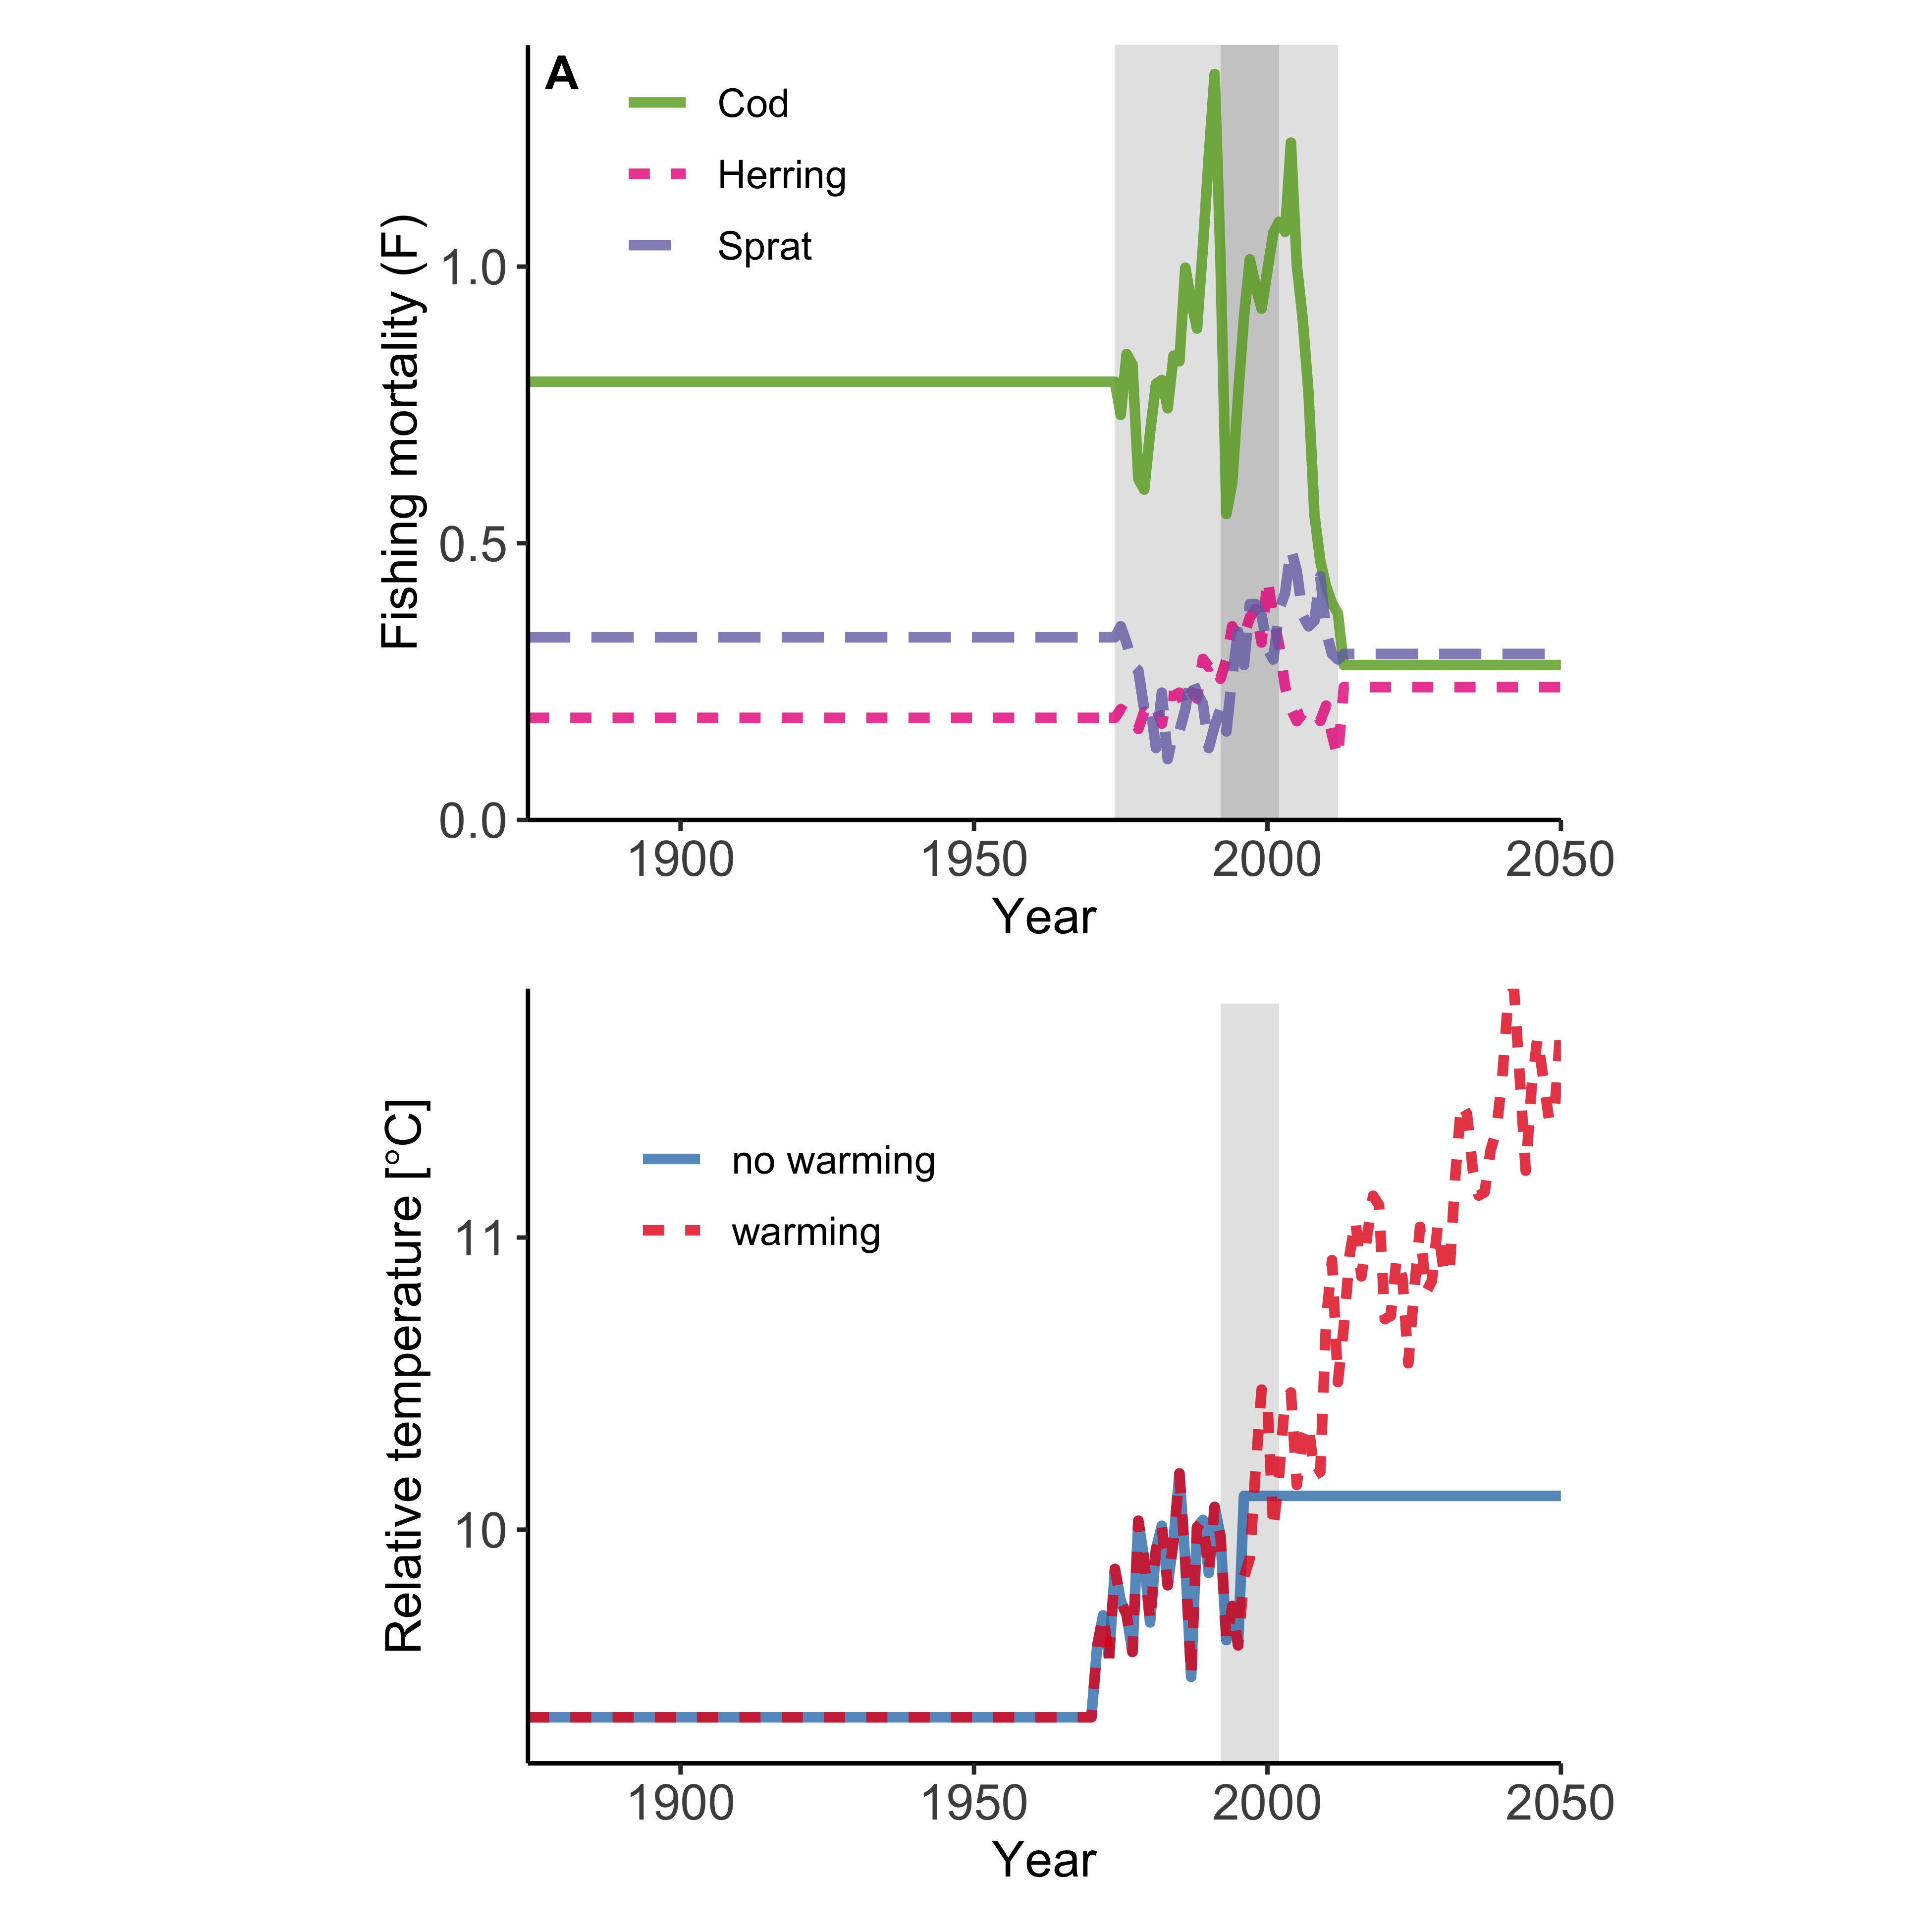 A
Cod
Herring
Sprat
Fishing mortality (F)
1.0
0.5
0.0
1900 1950 2000 2050
Year
no warming
warming
Relative temperature [°C]
11
10
1900 1950 2000 2050
Year